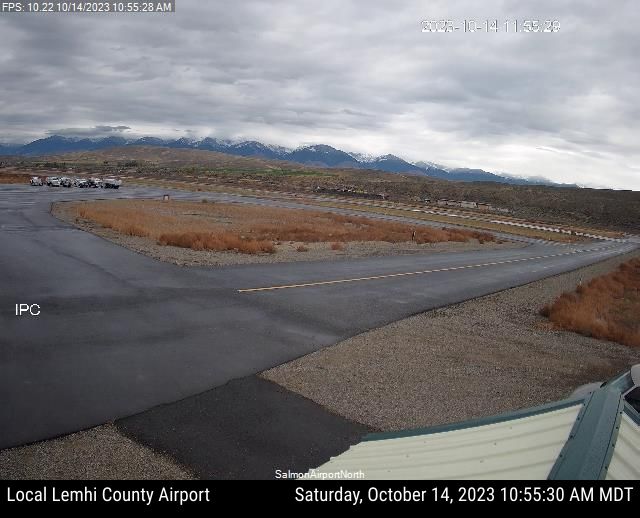 FPS: 10.22 10/14/2023 10:55:28 AM
2023-10-14 11:55:29
IPC
SalmonAirportNorth
Local Lemhi County Airport
Saturday, October 14, 2023 10:55:30 AM MDT